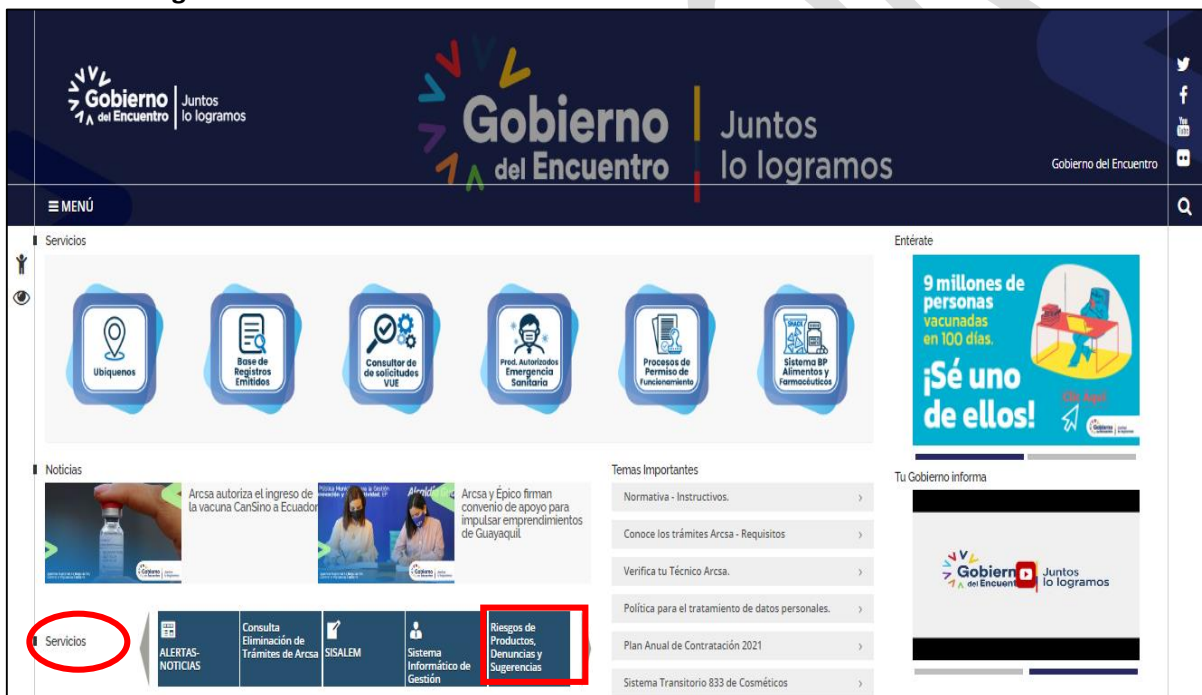 Gobierno
del Encuentro
Juntos
lo logramos
Gobierno
del Encuentro
Juntos
lo logramos
Gobierno del Encuentro
You
Tube
MENÚ
Servicios
Entérate
Ubiquenos
Base de
Registros
Emitidos
Consultor de
de solicitudes
VUE
Prod. Autorizados
Emergencia
Sanitaria
Procesos de
Permiso de
Funcionamiento
Sistema BP
Alimentos y
Farmacéuticos
9 millones de
personas
vacunadas
en 100 días.
¡Sé uno
de ellos!
Clic Aquí
Noticias
Arcsa autoriza el ingreso de
la vacuna CanSino a Ecuador
Arcsa y Épico firman
convenio de apoyo para
impulsar emprendimientos
de Guayaquil
Temas Importantes
Normativa - Instructivos.
Conoce los trámites Arcsa - Requisitos
Verifica tu Técnico Arcsa.
Política para el tratamiento de datos personales.
Plan Anual de Contratación 2021
Sistema Transitorio 833 de Cosméticos
Tu Gobierno informa
Gobierno
del Encuentro
Juntos
lo logramos
Servicios
ALERTAS-
NOTICIAS
Consulta
Eliminación de
Trámites de Arcsa
SISALEM
Sistema
Informático de
Gestión
Riesgos de
Productos,
Denuncias y
Sugerencias